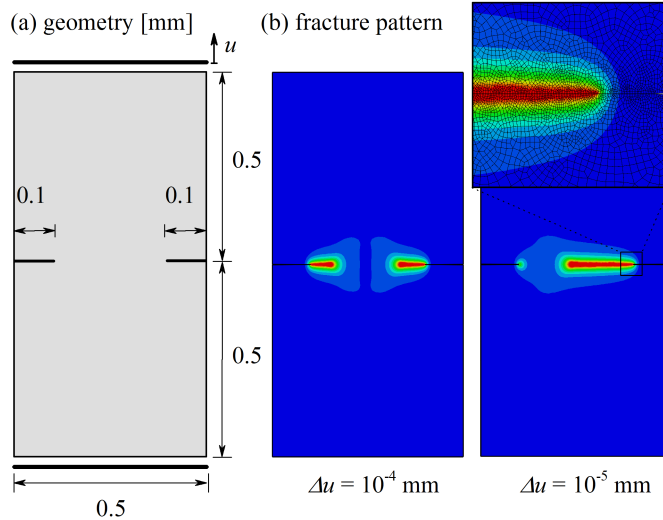 (a) geometry [mm]
u
(b) fracture pattern
0.5
0.1
0.1
0.5
0.5
Δu = 10⁻⁴ mm
Δu = 10⁻⁵ mm